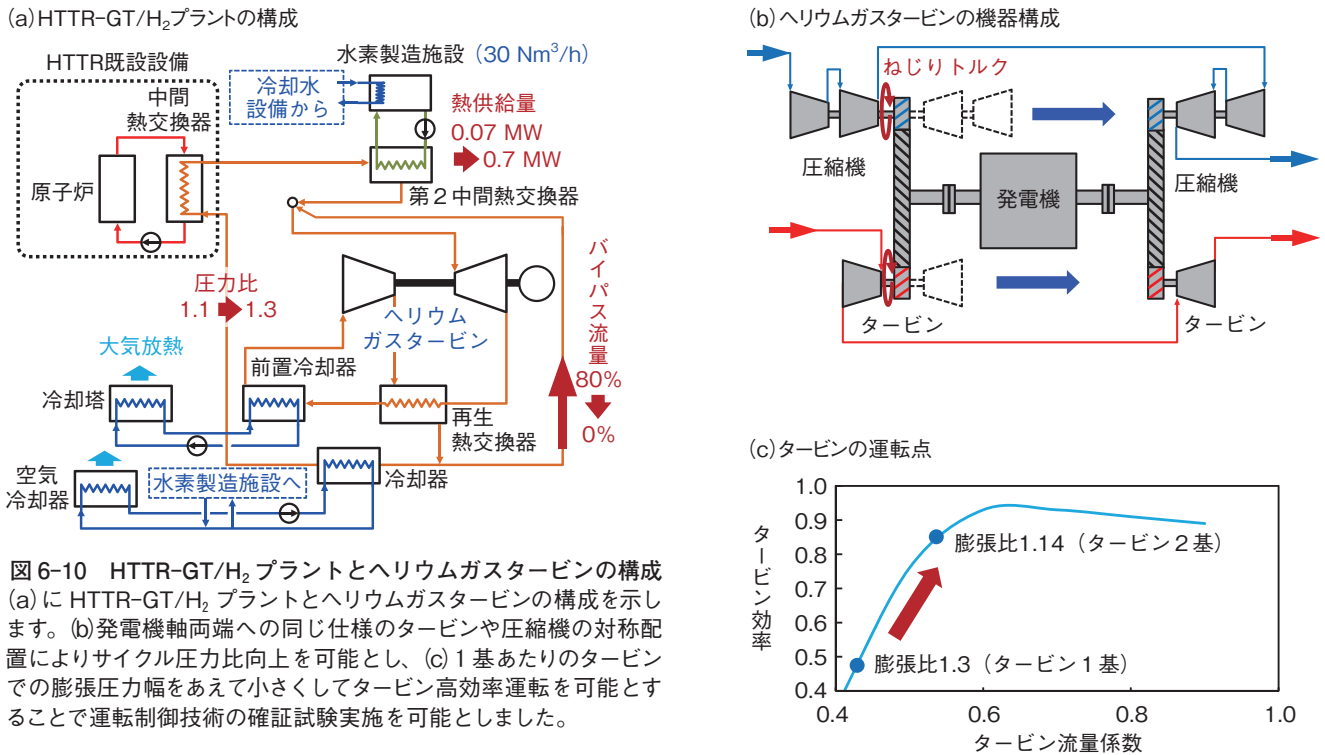 (a)HTTR-GT/H₂プラントの構成
HTTR既設設備
中間
熱交換器
原子炉
水素製造施設（30 Nm³/h）
冷却水
設備から
熱供給量
0.07 MW
0.7 MW
第２中間熱交換器
圧力比
1.1
1.3
ヘリウム
ガスタービン
バイパス流量
80%
0%
大気放熱
冷却塔
前置冷却器
再生
熱交換器
空気
冷却器
水素製造施設へ
冷却器
(b)ヘリウムガスタービンの機器構成
ねじりトルク
圧縮機
発電機
圧縮機
タービン
タービン
(c)タービンの運転点
タービン効率
1.0
0.9
0.8
0.7
0.6
0.5
0.4
膨張比1.14（タービン２基）
膨張比1.3（タービン１基）
0.4
0.6
0.8
1.0
タービン流量係数
図 6-10　HTTR-GT/H₂ プラントとヘリウムガスタービンの構成
(a)に HTTR-GT/H₂ プラントとヘリウムガスタービンの構成を示し
ます。(b)発電機軸両端への同じ仕様のタービンや圧縮機の対称配
置によりサイクル圧力比向上を可能とし、(c)１基あたりのタービン
での膨張圧力幅をあえて小さくしてタービン高効率運転を可能とす
ることで運転制御技術の確証試験実施を可能としました。